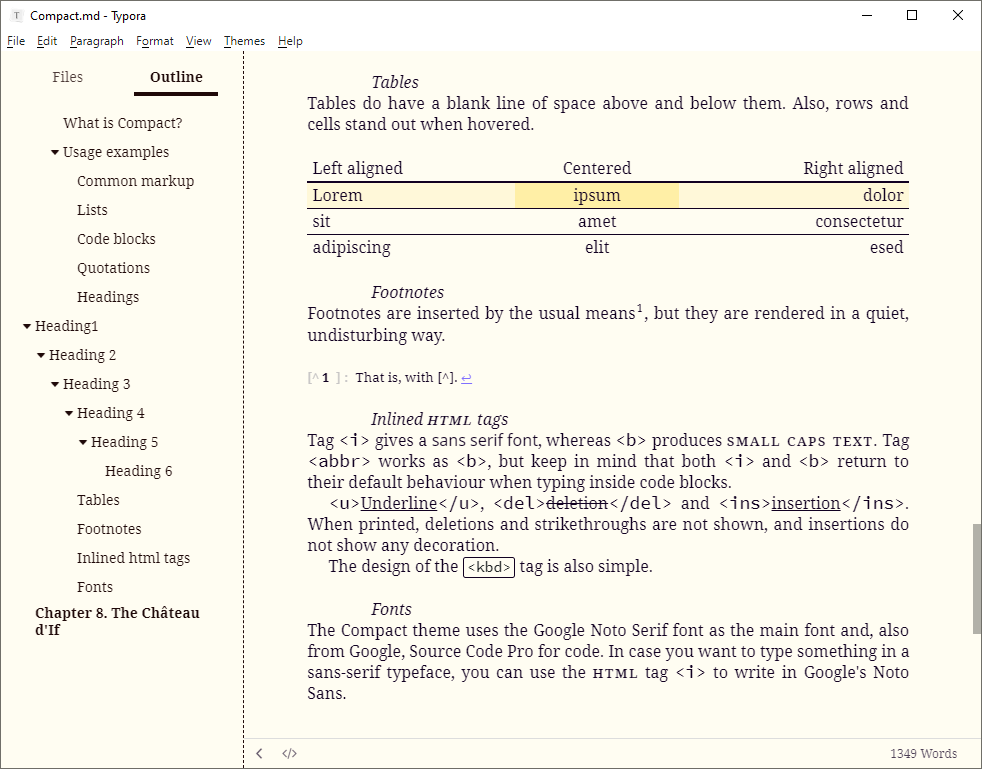 Compact.md - Typora
File Edit Paragraph Format View Themes Help
Files Outline
What is Compact?
Usage examples
Common markup
Lists
Code blocks
Quotations
Headings
Heading1
Heading 2
Heading 3
Heading 4
Heading 5
Heading 6
Tables
Footnotes
Inlined html tags
Fonts
Chapter 8. The Château
d'If
Tables
Tables do have a blank line of space above and below them. Also, rows and
cells stand out when hovered.
Left aligned Centered Right aligned
Lorem ipsum dolor
sit amet consectetur
adipiscing elit esed
Footnotes
Footnotes are inserted by the usual means1, but they are rendered in a quiet,
undisturbing way.
[^ 1 ] : That is, with [^]. ↩
Inlined HTML tags
Tag <i> gives a sans serif font, whereas <b> produces SMALL CAPS TEXT. Tag
<abbr> works as <b>, but keep in mind that both <i> and <b> return to
their default behaviour when typing inside code blocks.
<u>Underline</u>, <del>deletion</del> and <ins>insertion</ins>.
When printed, deletions and strikethroughs are not shown, and insertions do
not show any decoration.
The design of the <kbd> tag is also simple.
Fonts
The Compact theme uses the Google Noto Serif font as the main font and, also
from Google, Source Code Pro for code. In case you want to type something in a
sans-serif typeface, you can use the HTML tag <i> to write in Google's Noto
Sans.
</> 1349 Words